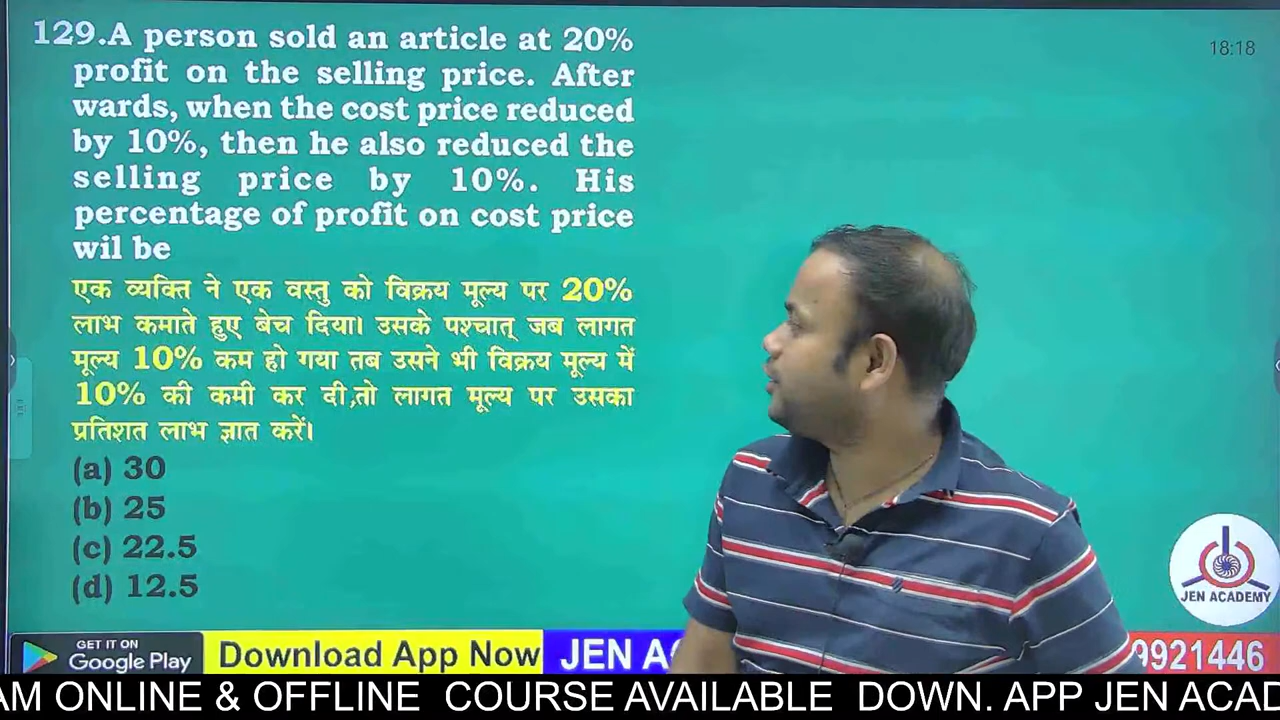 129.A person sold an article at 20%
profit on the selling price. After
wards, when the cost price reduced
by 10%, then he also reduced the
selling price by 10%. His
percentage of profit on cost price
wil be
एक व्यक्ति ने एक वस्तु को विक्रय मूल्य पर 20%
लाभ कमाते हुए बेच दिया। उसके पश्चात् जब लागत
मूल्य 10% कम हो गया तब उसने भी विक्रय मूल्य में
10% की कमी कर दी,तो लागत मूल्य पर उसका
प्रतिशत लाभ ज्ञात करें।
(a) 30
(b) 25
(c) 22.5
(d) 12.5
18:18
JEN ACADEMY
GET IT ON
Google Play
Download App Now
JEN A
9921446
AM ONLINE & OFFLINE COURSE AVAILABLE DOWN. APP JEN ACAD